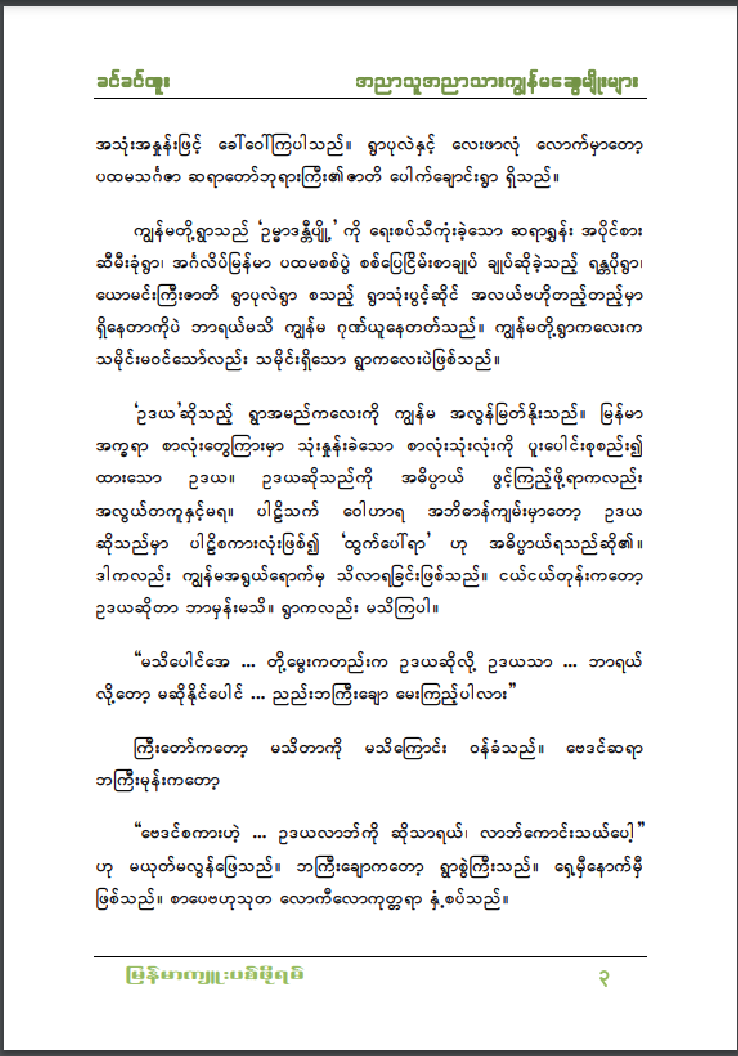 ခင်ခင်ထူး အညာသူအညာသားကျွန်မဆွေမျိုးများ
အသုံးအနှုန်းဖြင့် ခေါ်ဝေါ်ကြပါသည်။ ရွာပုလဲနှင့် လေးဖာလုံ လောက်မှာတော့
ပထမသင်္ဂဇာ ဆရာတော်ဘုရားကြီး၏ဇာတိ ပေါက်ချောင်းရွာ ရှိသည်။
ကျွန်မတို့ရွာသည် ‘ဥမ္မာဒန္တီပျို့’ ကို ရေးစပ်သီကုံးခဲ့သော ဆရာရွှန်း အပိုင်စား
ဆီမီးခုံရွာ၊ အင်္ဂလိပ်မြန်မာ ပထမစစ်ပွဲ စစ်ပြေငြိမ်းစာချုပ် ချုပ်ဆိုခဲ့သည့် ရန္တပိုရွာ၊
ယောမင်းကြီးဇာတိ ရွာပုလဲရွာ စသည့် ရွာသုံးပွင့်ဆိုင် အလယ်ဗဟိုတည့်တည့်မှာ
ရှိနေတာကိုပဲ ဘာရယ်မသိ ကျွန်မ ဂုဏ်ယူနေတတ်သည်။ ကျွန်မတို့ရွာကလေးက
သမိုင်းမဝင်သော်လည်း သမိုင်းရှိသော ရွာကလေးပဲဖြစ်သည်။
‘ဥဒယ’ဆိုသည့် ရွာအမည်ကလေးကို ကျွန်မ အလွန်မြတ်နိုးသည်။ မြန်မာ
အက္ခရာ စာလုံးတွေကြားမှာ သုံးနှုန်းခဲသော စာလုံးသုံးလုံးကို ပူးပေါင်းစုစည်း၍
ထားသော ဥဒယ။ ဥဒယဆိုသည်ကို အဓိပ္ပာယ် ဖွင့်ကြည့်ဖို့ရာကလည်း
အလွယ်တကူနှင့်မရ။ ပါဠိသက် ဝေါဟာရ အဘိဓာန်ကျမ်းမှာတော့ ဥဒယ
ဆိုသည်မှာ ပါဠိစကားလုံးဖြစ်၍ ‘ထွက်ပေါ်ရာ’ ဟု အဓိပ္ပာယ်ရသည်ဆို၏။
ဒါကလည်း ကျွန်မအရွယ်ရောက်မှ သိလာရခြင်းဖြစ်သည်။ ငယ်ငယ်တုန်းကတော့
ဥဒယဆိုတာ ဘာမှန်းမသိ။ ရွာကလည်း မသိကြပါ။
“မသိပေါင်အေ ... တို့မွေးကတည်းက ဥဒယဆိုလို့ ဥဒယသာ ... ဘာရယ်
လို့တော့ မဆိုနိုင်ပေါင် ... ညည်းဘကြီးချော မေးကြည့်ပါလား”
ကြီးတော်ကတော့ မသိတာကို မသိကြောင်း ဝန်ခံသည်။ ဗေဒင်ဆရာ
ဘကြီးမုန်းကတော့
“ဗေဒင်စကားဟဲ့ ... ဥဒယလာဘ်ကို ဆိုသာရယ်၊ လာဘ်ကောင်းသယ်ပေါ့”
ဟု မယုတ်မလွန်ဖြေသည်။ ဘကြီးချောကတော့ ရွာစွဲကြီးသည်။ ရှေ့မှီနောက်မှီ
ဖြစ်သည်။ စာပေဗဟုသုတ လောကီလောကုတ္တရာ နှံ့စပ်သည်။
မြန်မာကျူးပစ်ဖိုရမ် ၃